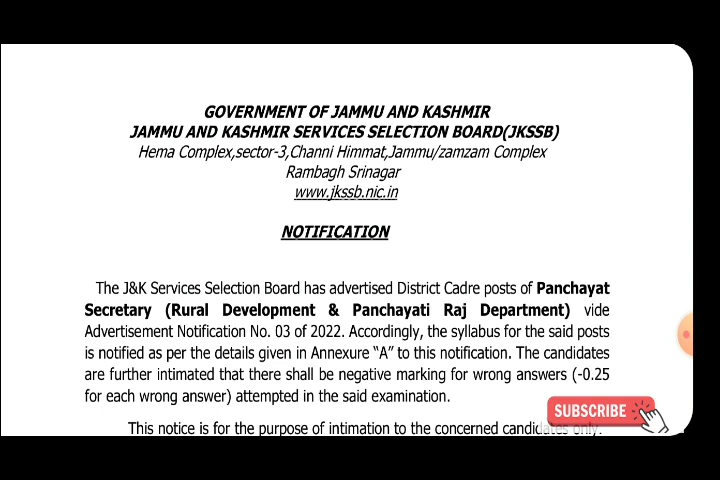 GOVERNMENT OF JAMMU AND KASHMIR
JAMMU AND KASHMIR SERVICES SELECTION BOARD(JKSSB)
Hema Complex,sector-3,Channi Himmat,Jammu/zamzam Complex
Rambagh Srinagar
www.jkssb.nic.in
NOTIFICATION
The J&K Services Selection Board has advertised District Cadre posts of Panchayat
Secretary (Rural Development & Panchayati Raj Department) vide
Advertisement Notification No. 03 of 2022. Accordingly, the syllabus for the said posts
is notified as per the details given in Annexure “A” to this notification. The candidates
are further intimated that there shall be negative marking for wrong answers (-0.25
for each wrong answer) attempted in the said examination.
SUBSCRIBE
This notice is for the purpose of intimation to the concerned candidates only.